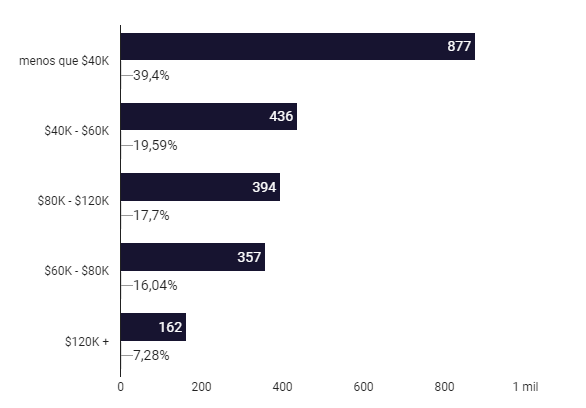 877
menos que $40K
39,4%
436
$40K - $60K
19,59%
394
$80K - $120K
17,7%
357
$60K - $80K
16,04%
162
$120K +
7,28%
0 200 400 600 800 1 mil